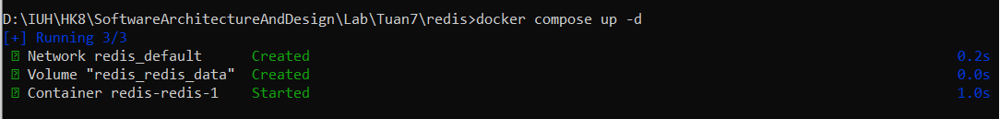 D:\IUH\HK8\SoftwareArchitectureAndDesign\Lab\Tuan7\redis>docker compose up -d
[+] Running 3/3
Network redis_default Created 0.2s
Volume "redis_redis_data" Created 0.0s
Container redis-redis-1 Started 1.0s